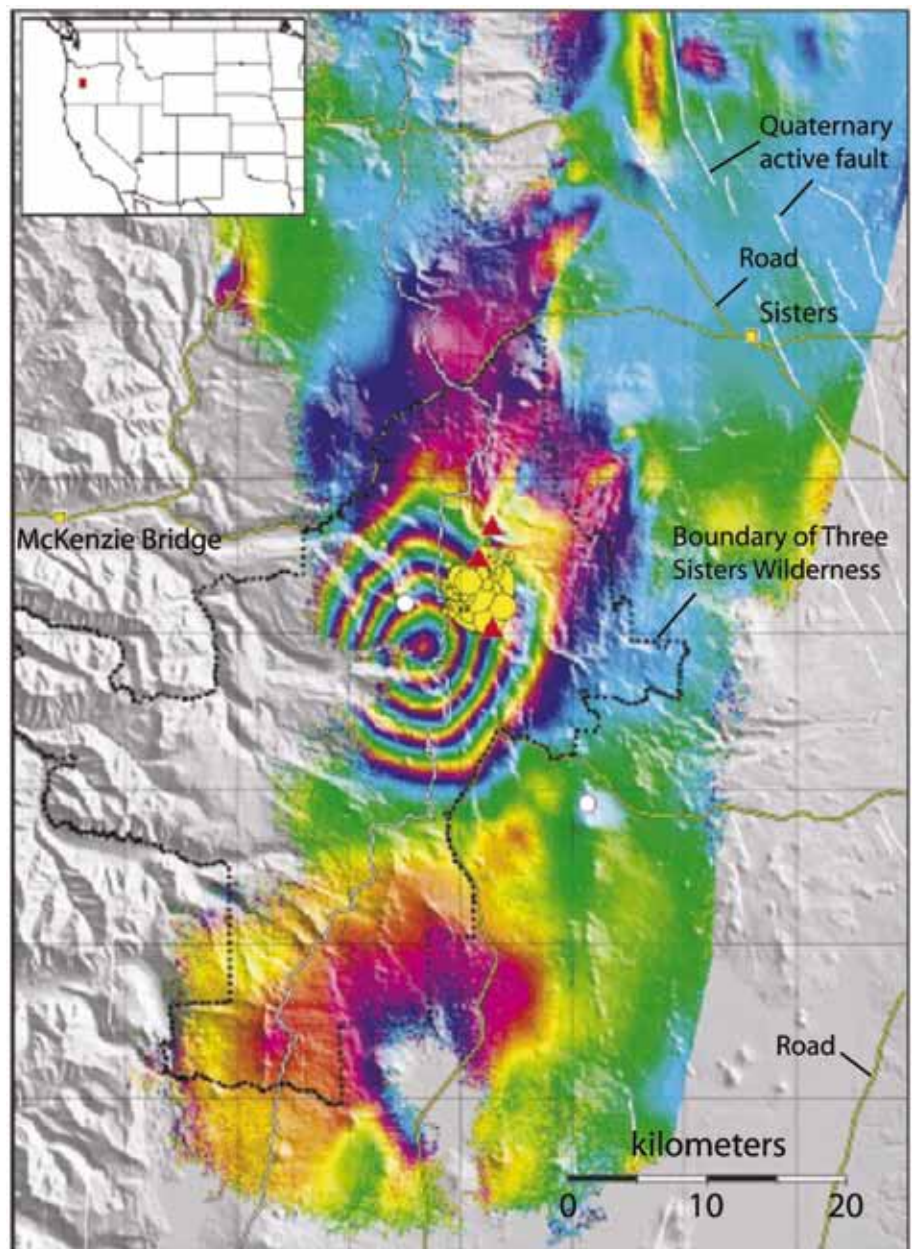 Quaternary
active fault
Road
Sisters
McKenzie Bridge
Boundary of Three
Sisters Wilderness
Road
kilometers
0 10 20